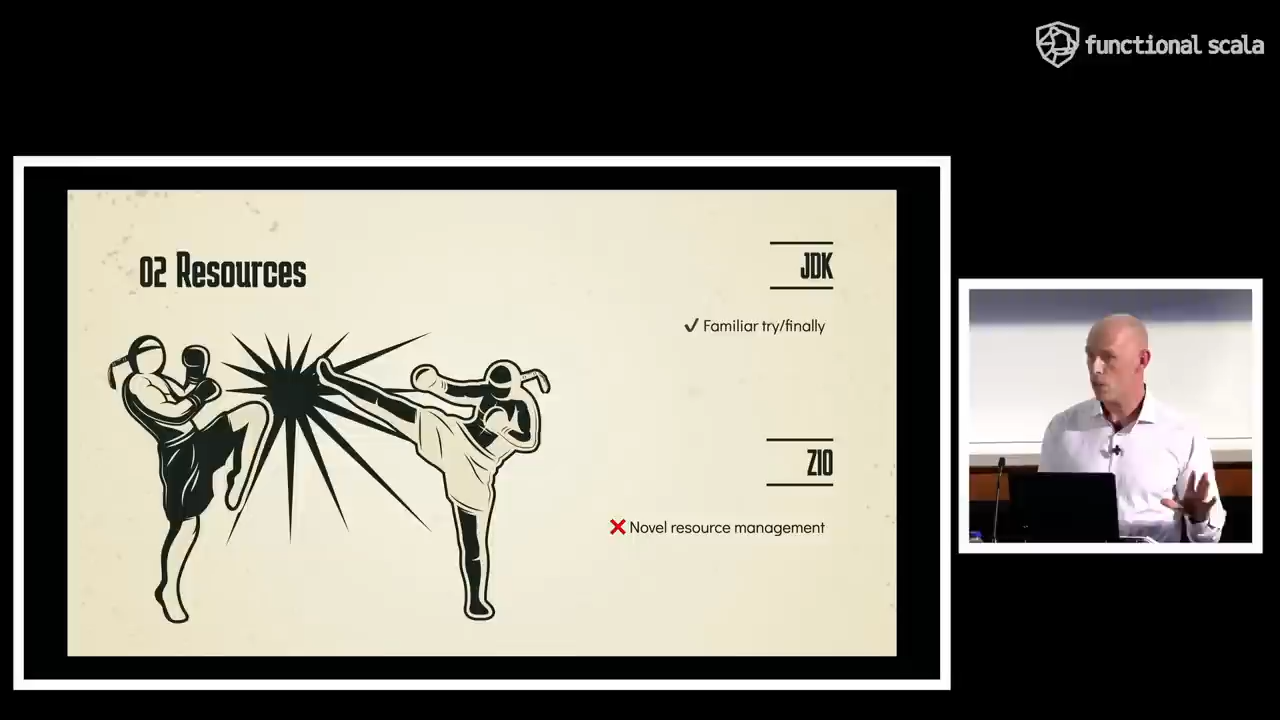 functional scala
02 Resources
JDK
✓ Familiar try/finally
ZIO
❌ Novel resource management